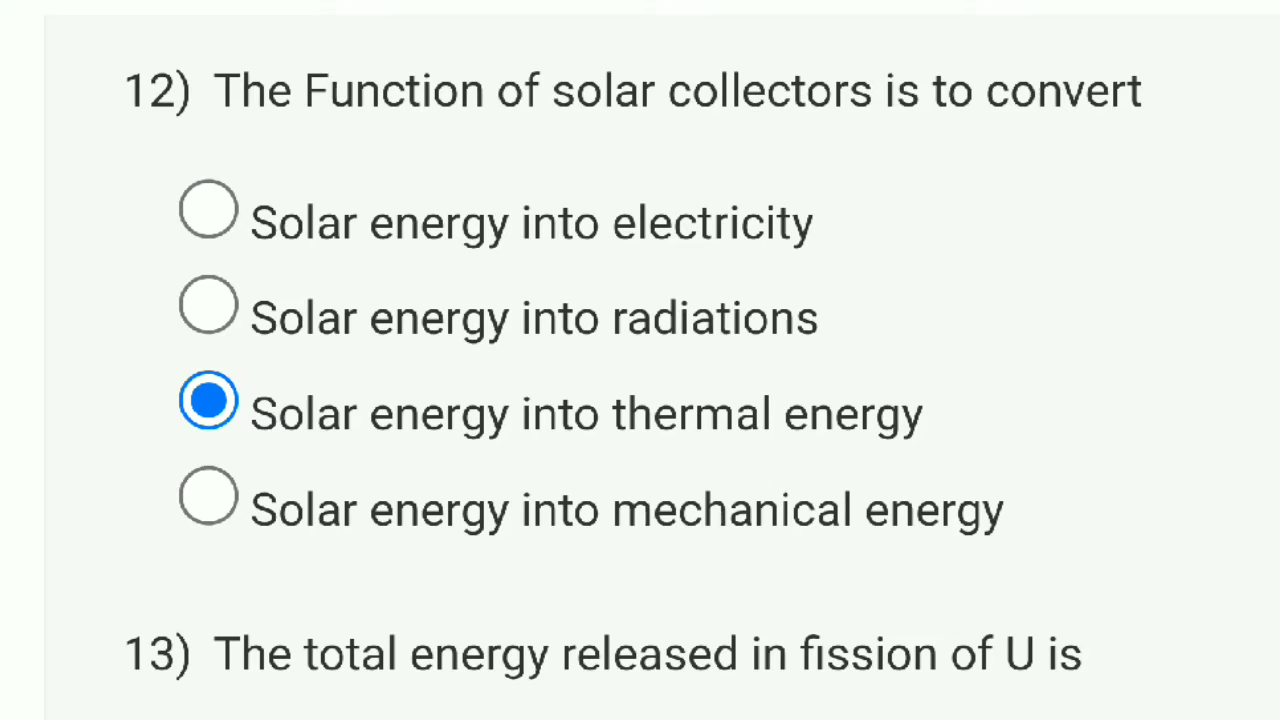 12) The Function of solar collectors is to convert
Solar energy into electricity
Solar energy into radiations
Solar energy into thermal energy
Solar energy into mechanical energy
13) The total energy released in fission of U is